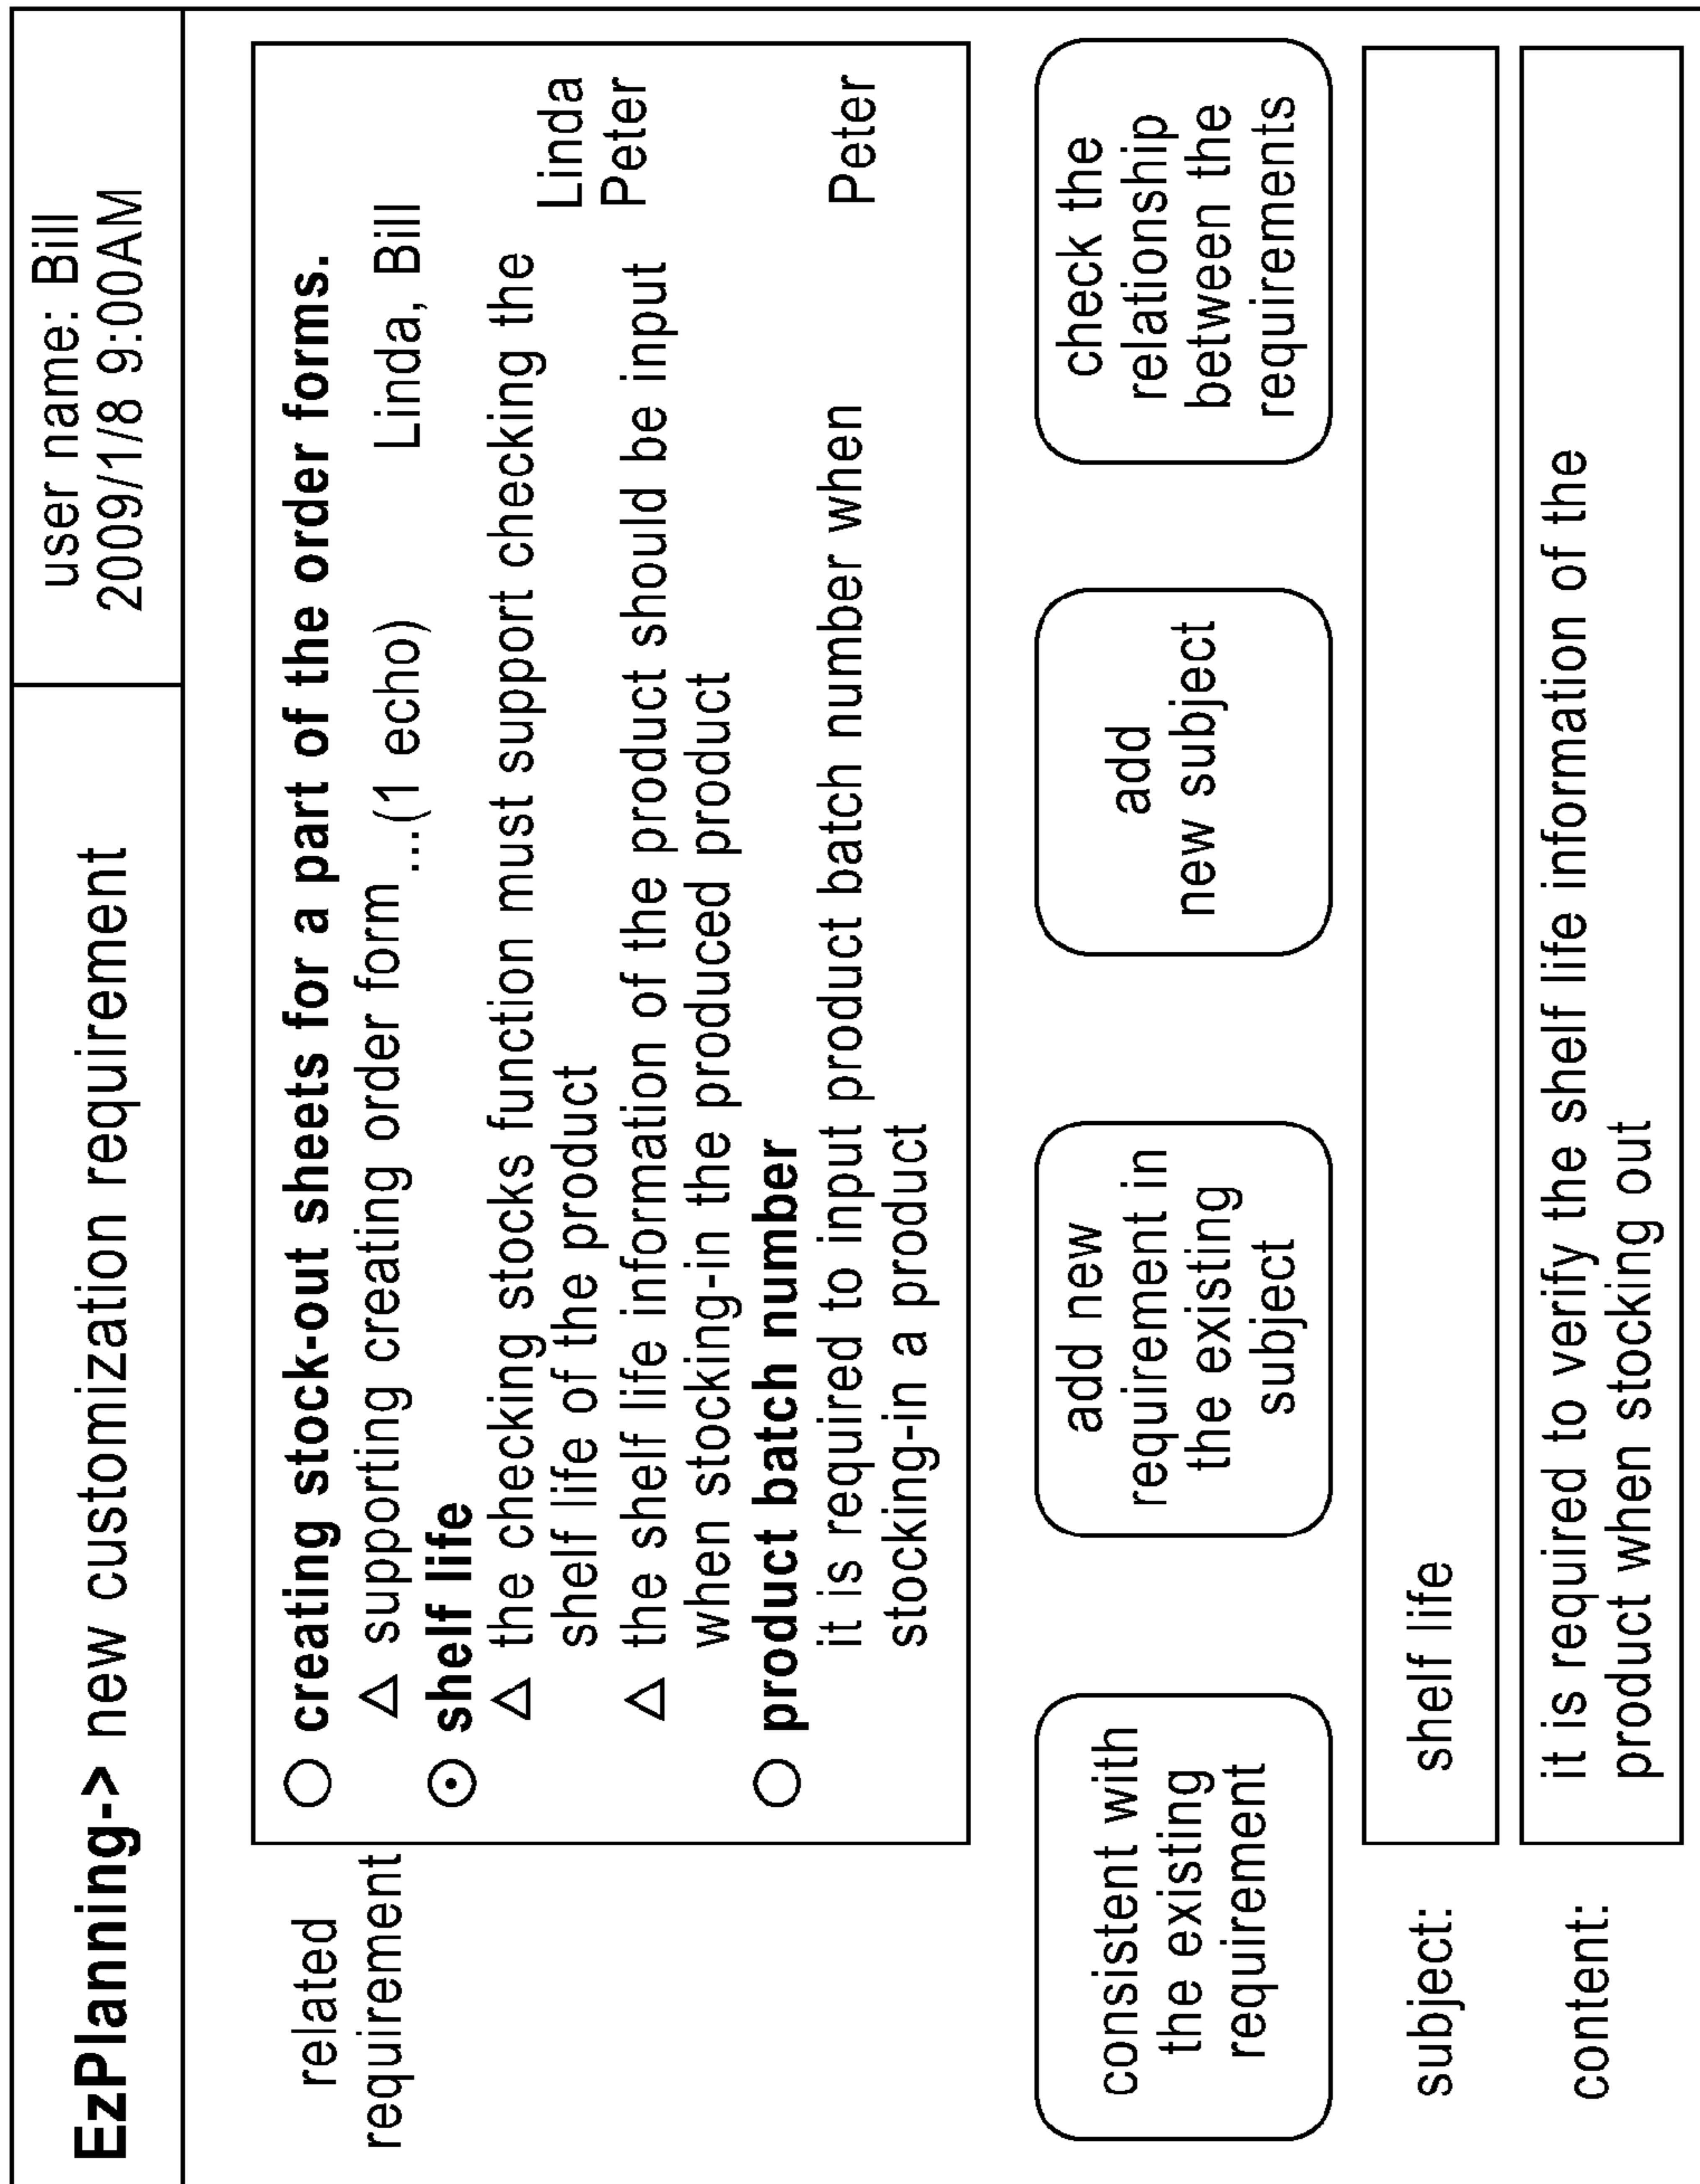 EzPlanning-> new customization requirement
user name: Bill
2009/1/8 9:00AM
related
requirement
creating stock-out sheets for a part of the order forms.
supporting creating order form ...(1 echo) Linda, Bill
shelf life
the checking stocks function must support checking the
shelf life of the product Linda
the shelf life information of the product should be input Peter
when stocking-in the produced product
product batch number
it is required to input product batch number when Peter
stocking-in a product
consistent with
the existing
requirement
add new
requirement in
the existing
subject
add
new subject
check the
relationship
between the
requirements
subject: shelf life
content: it is required to verify the shelf life information of the
product when stocking out